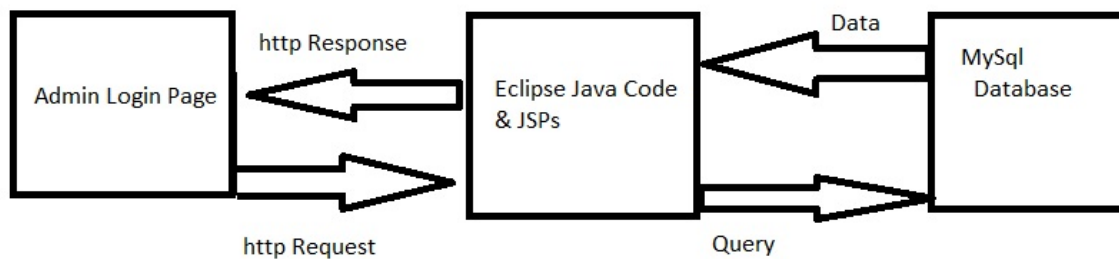 Data
http Response
MySql
Database
Admin Login Page
Eclipse Java Code
& JSPs
http Request
Query